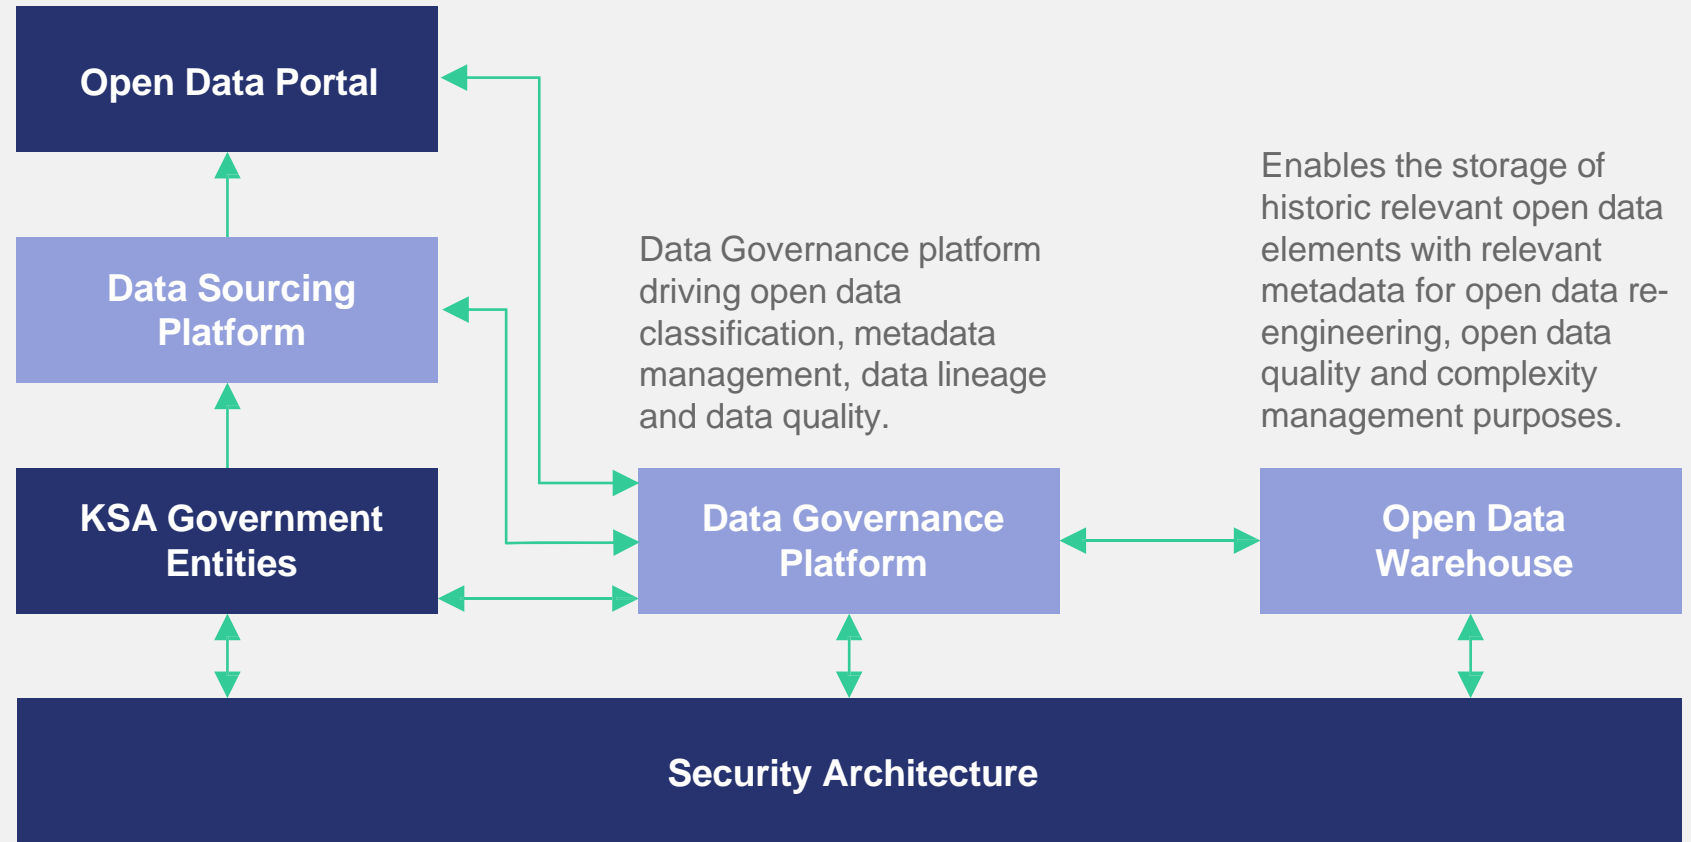 Open Data Portal
Data Sourcing
Platform
KSA Government
Entities
Data Governance platform
driving open data
classification, metadata
management, data lineage
and data quality.
Data Governance
Platform
Enables the storage of
historic relevant open data
elements with relevant
metadata for open data re-
engineering, open data
quality and complexity
management purposes.
Open Data
Warehouse
Security Architecture